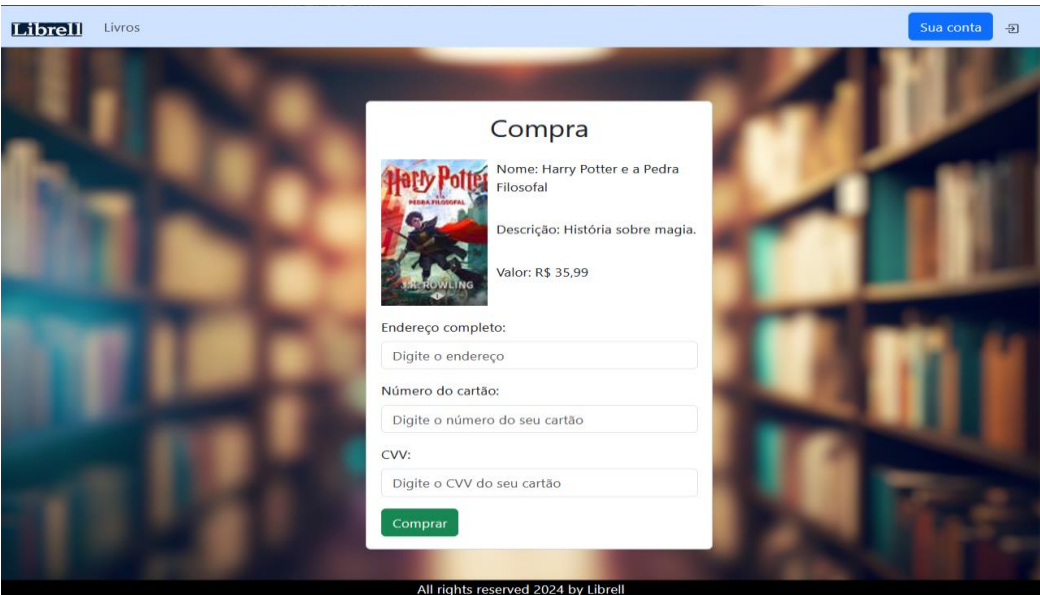 Librell
Livros
Sua conta
Compra
Harry Potter
e a
PEDRA FILOSOFAL
J.K. ROWLING
1
Nome: Harry Potter e a Pedra
Filosofal
Descrição: História sobre magia.
Valor: R$ 35,99
Endereço completo:
Digite o endereço
Número do cartão:
Digite o número do seu cartão
CVV:
Digite o CVV do seu cartão
Comprar
All rights reserved 2024 by Librell